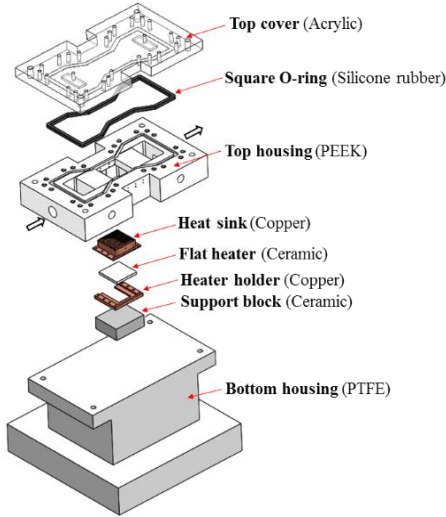 Top cover (Acrylic)
Square O-ring (Silicone rubber)
Top housing (PEEK)
Heat sink (Copper)
Flat heater (Ceramic)
Heater holder (Copper)
Support block (Ceramic)
Bottom housing (PTFE)